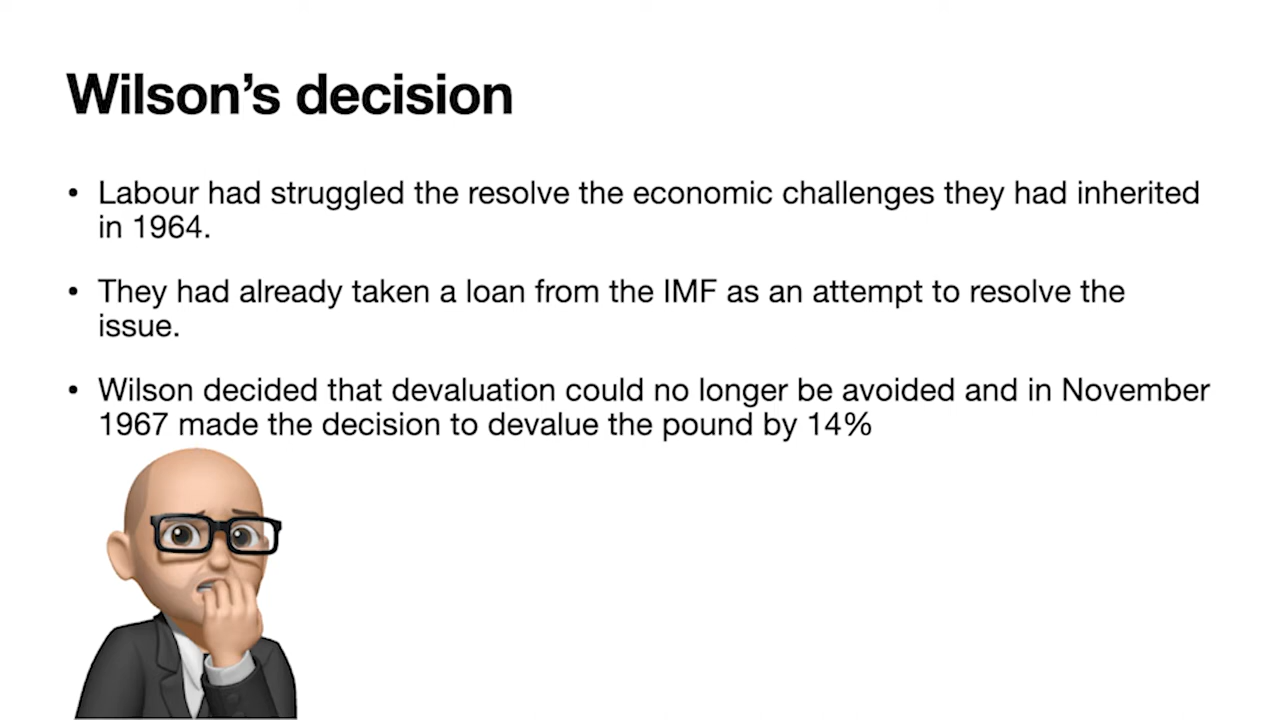 Wilson’s decision
• Labour had struggled the resolve the economic challenges they had inherited
in 1964.
• They had already taken a loan from the IMF as an attempt to resolve the
issue.
• Wilson decided that devaluation could no longer be avoided and in November
1967 made the decision to devalue the pound by 14%